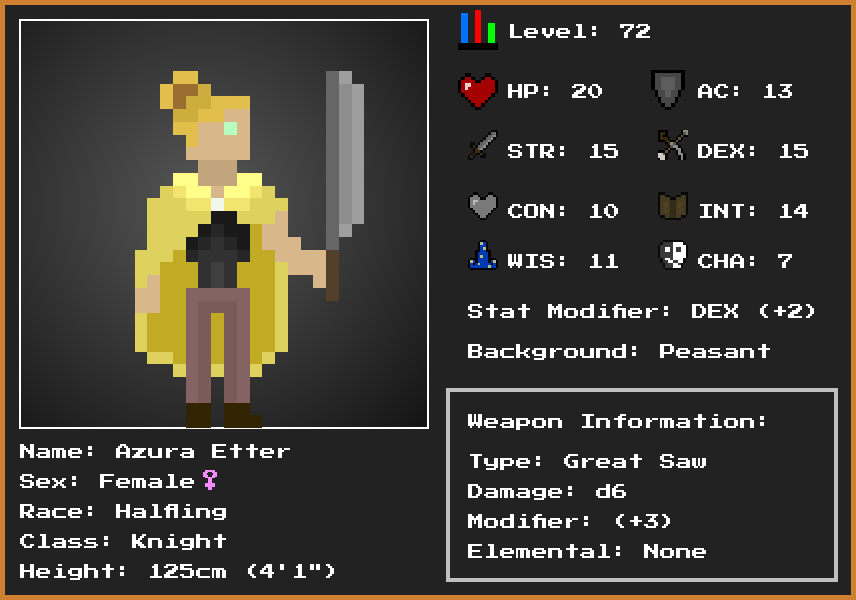 Level: 72
HP: 20
AC: 13
STR: 15
DEX: 15
CON: 10
INT: 14
WIS: 11
CHA: 7
Stat Modifier: DEX (+2)
Background: Peasant
Weapon Information:
Type: Great Saw
Damage: d6
Modifier: (+3)
Elemental: None
Name: Azura Etter
Sex: Female♀
Race: Halfling
Class: Knight
Height: 125cm (4'1")